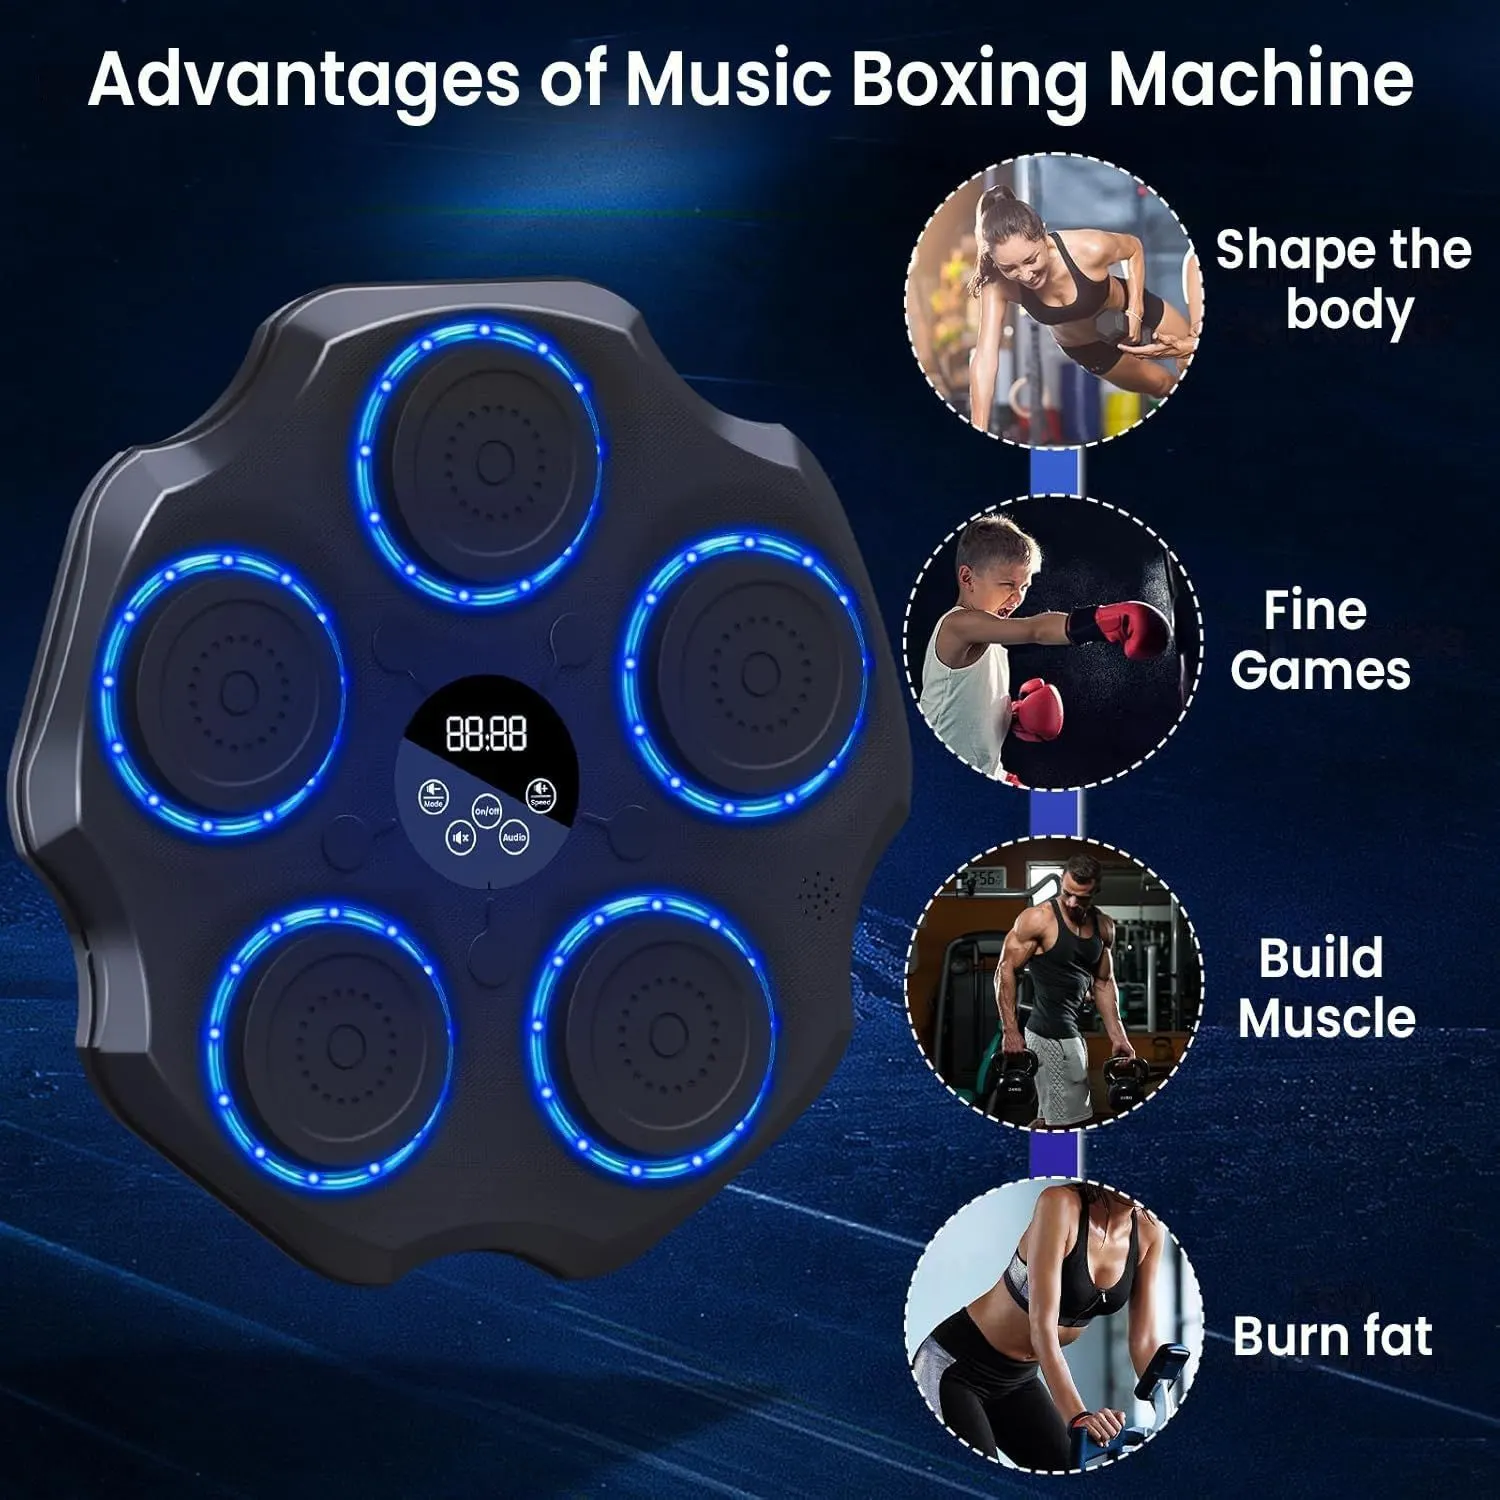 Advantages of Music Boxing Machine
Shape the
body
Fine
Games
88:88
Mode
On/Off
Speed
Audio
Build
Muscle
Burn fat